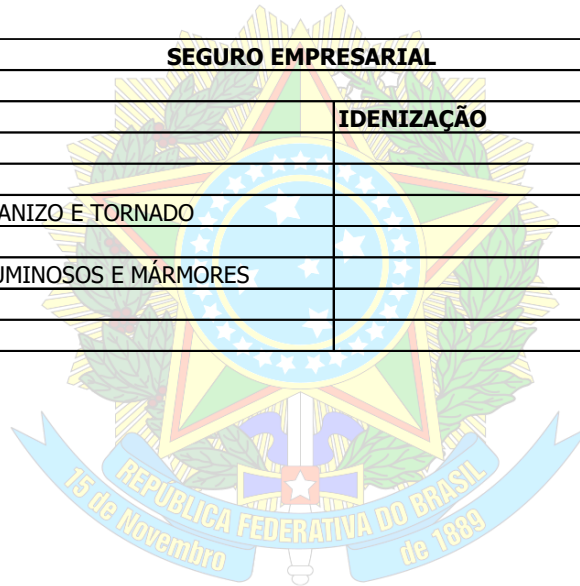 SEGURO EMPRESARIAL
IDENIZAÇÃO
ANIZO E TORNADO
UMINOSOS E MÁRMORES
REPÚBLICA FEDERATIVA DO BRASIL
15 de Novembro
de 1889